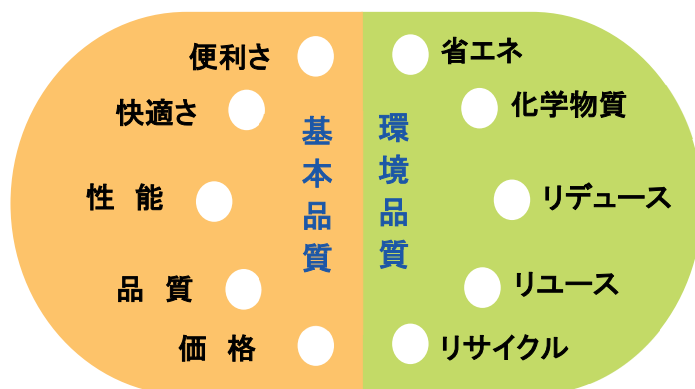 便利さ
快適さ
性 能
品 質
価 格
基本品質
環境品質
省エネ
化学物質
リデュース
リユース
リサイクル